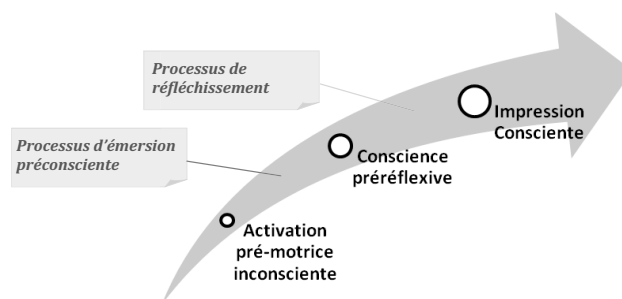 Processus de
réfléchissement
Impression
Consciente
Processus d'émersion
préconsciente
Conscience
préréflexive
Activation
pré-motrice
inconsciente